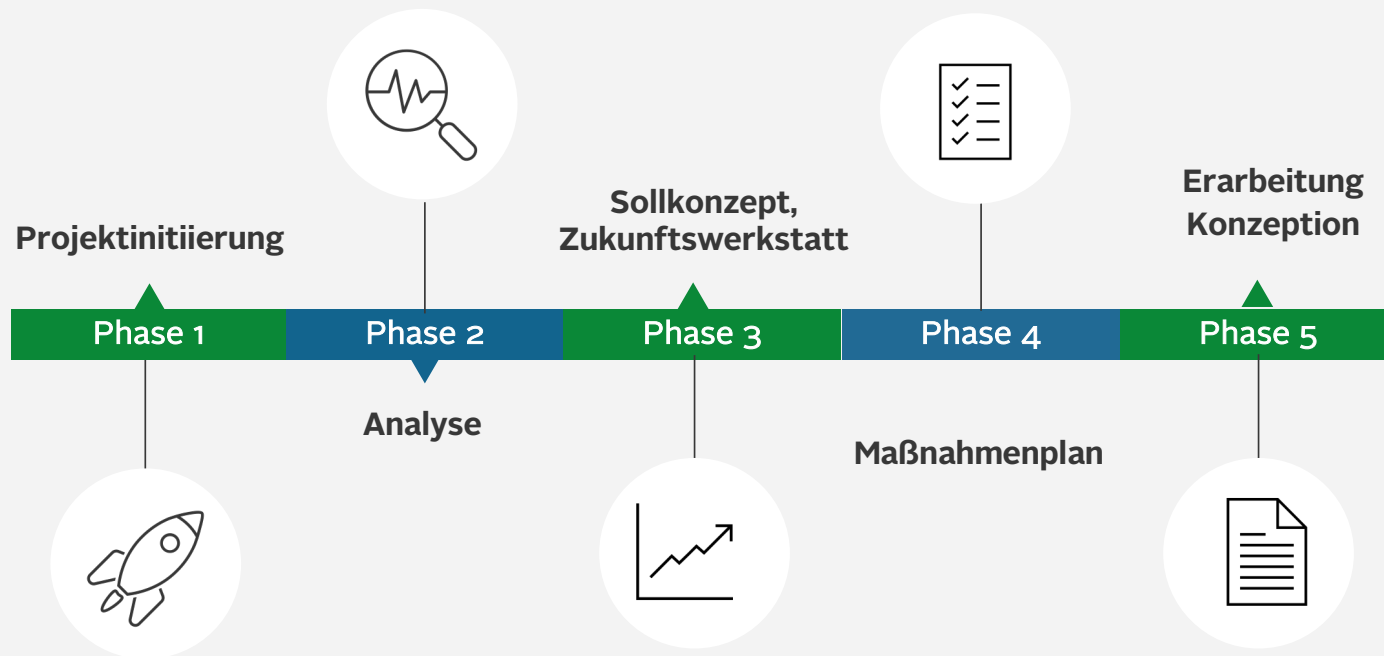 Projektinitiierung
Sollkonzept,
Zukunftswerkstatt
Erarbeitung
Konzeption
Phase 1
Phase 2
Phase 3
Phase 4
Phase 5
Analyse
Maßnahmenplan